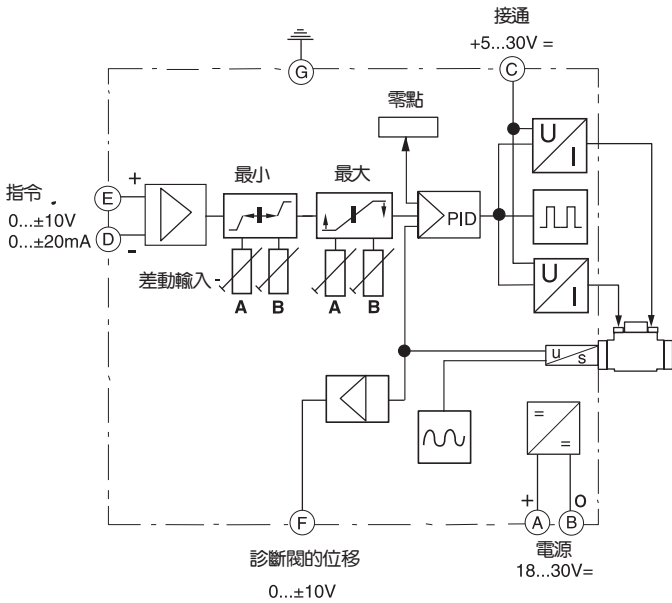 接通
+5...30V =
G
C
零點
U
I
最小
最大
指令 .
E
+
0...±10V
D
0...±20mA
-
PID
差動輸入 -
A
B
A
B
U
I
u
s
=
=
+
O
F
A
B
診斷閥的位移
電源
0...±10V
18...30V=